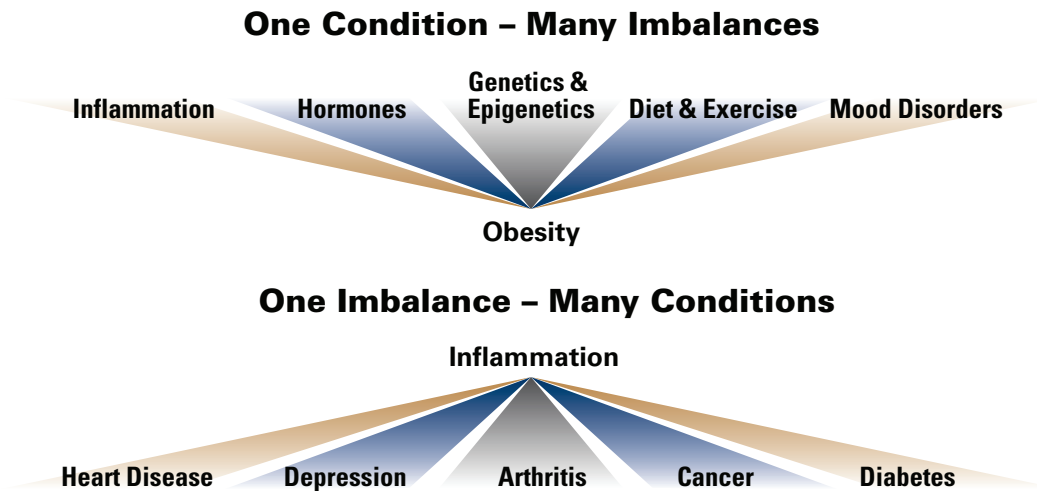 One Condition – Many Imbalances
Genetics &
Inflammation Hormones Epigenetics Diet & Exercise Mood Disorders
Obesity
One Imbalance – Many Conditions
Inflammation
Heart Disease Depression Arthritis Cancer Diabetes